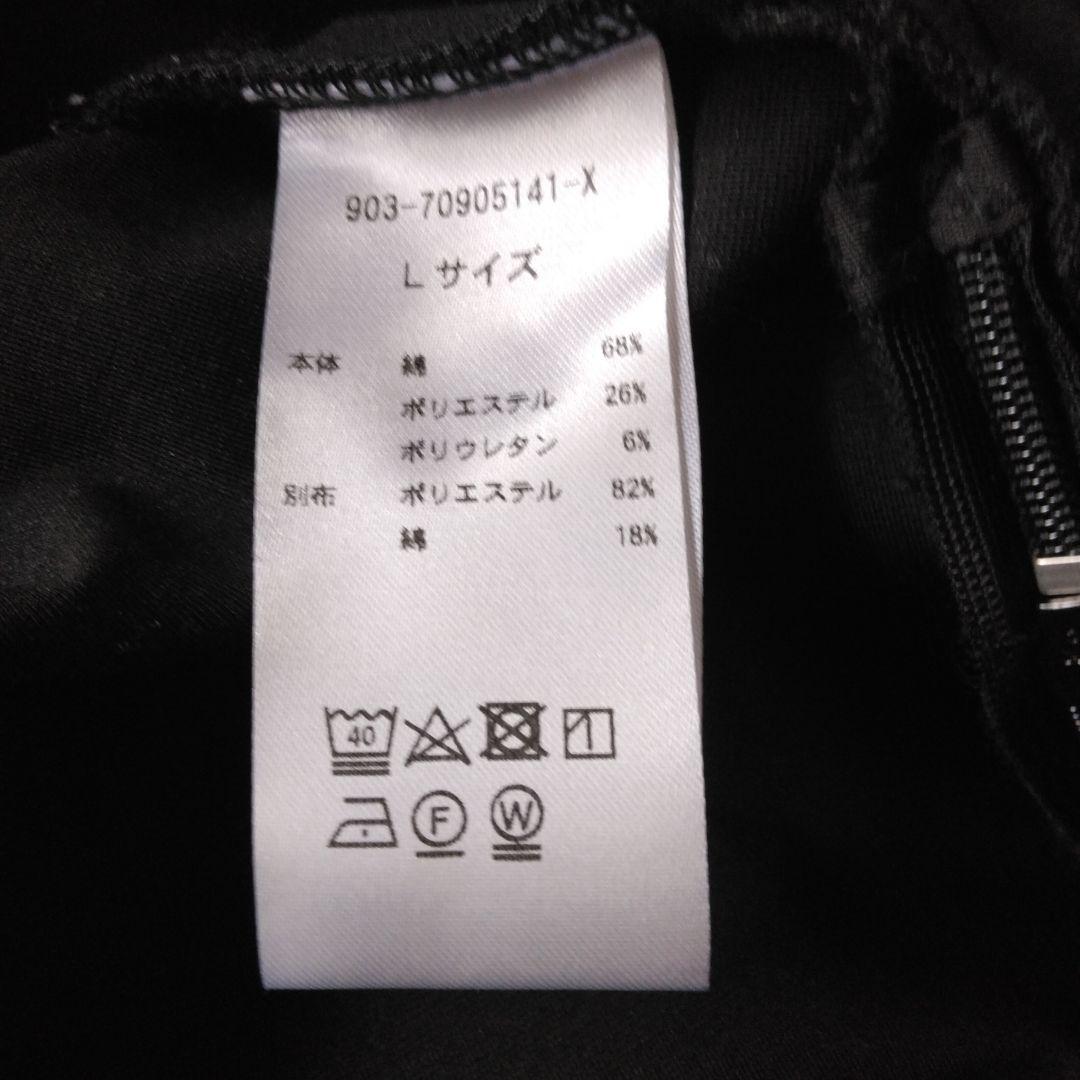 903-70905141-X
Lサイズ
本体 綿 68%
ポリエステル 26%
ポリウレタン 6%
別布 ポリエステル 82%
綿 18%
40
F W